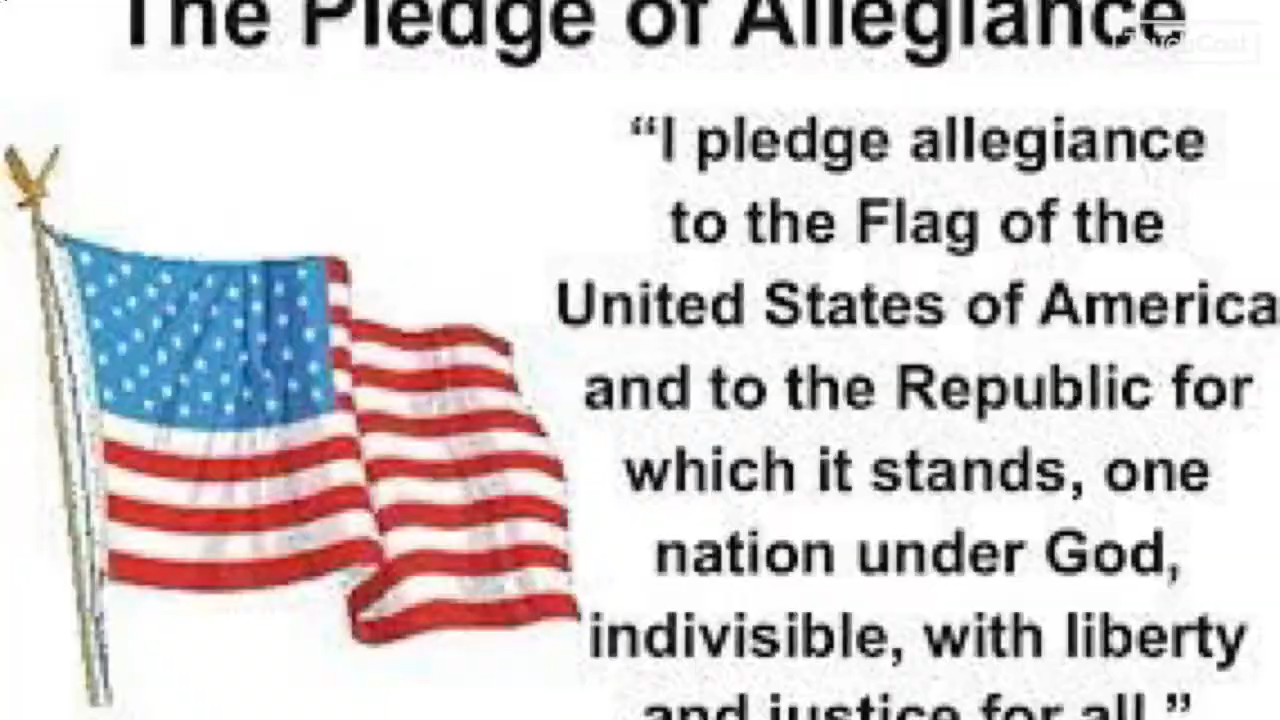 The Pledge of Allegiance
“I pledge allegiance
to the Flag of the
United States of America
and to the Republic for
which it stands, one
nation under God,
indivisible, with liberty
and justice for all.”